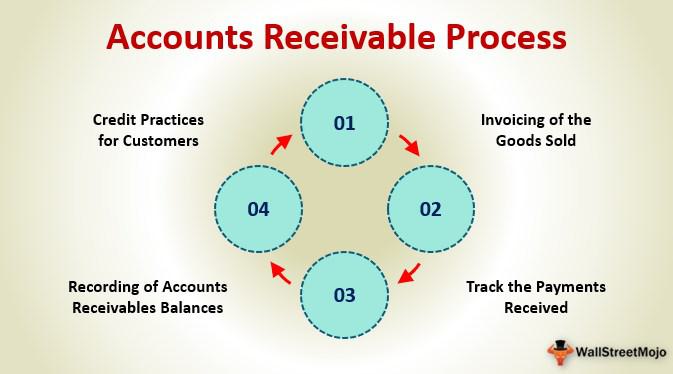 Accounts Receivable Process
Credit Practices
for Customers
01
Invoicing of the
Goods Sold
04
02
Recording of Accounts
Receivables Balances
03
Track the Payments
Received
WallStreetMojo